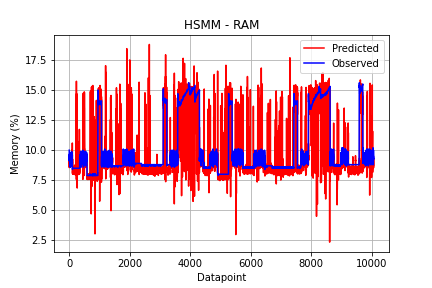 HSMM - RAM
Predicted
Observed
Memory (%)
17.5
15.0
12.5
10.0
7.5
5.0
2.5
0
2000
4000
6000
8000
10000
Datapoint